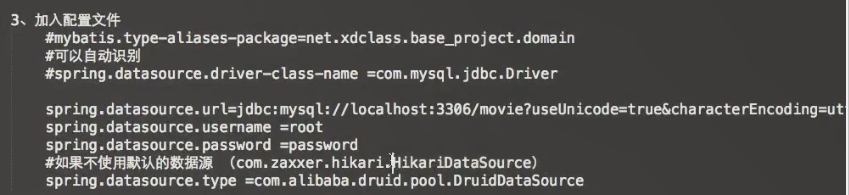 3、加入配置文件
#mybatis.type-aliases-package=net.xdclass.base_project.domain
#可以自动识别
#spring.datasource.driver-class-name =com.mysql.jdbc.Driver
spring.datasource.url=jdbc:mysql://localhost:3306/movie?useUnicode=true&characterEncoding=ut
spring.datasource.username =root
spring.datasource.password =password
#如果不使用默认的数据源 （com.zaxxer.hikari.HikariDataSource）
spring.datasource.type =com.alibaba.druid.pool.DruidDataSource